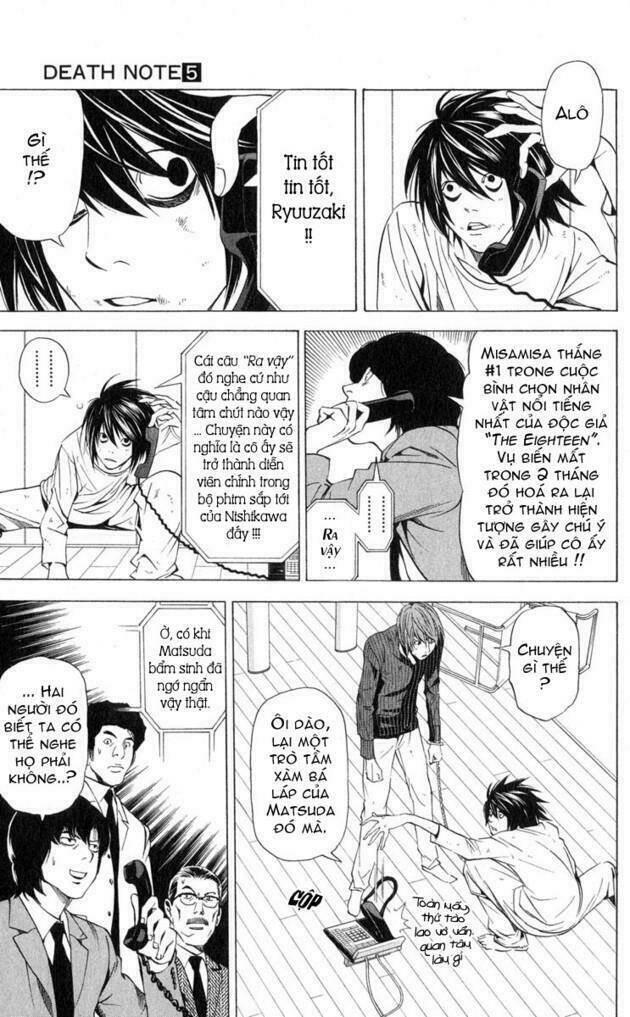 DEATH NOTE 5
ALÔ
Tin tốt
tin tốt,
Ryuuzaki
!!
GÌ
THẾ
!?
MISAMISA THẮNG
#1 TRONG CUỘC
BÌNH CHỌN NHÂN
VẬT NỔI TIẾNG
NHẤT CỦA ĐỘC GIẢ
"THE EIGHTEEN".
VỤ BIẾN MẤT
TRONG 2 THÁNG
ĐÓ HOÁ RA LẠI
TRỞ THÀNH HIỆN
TƯỢNG GÂY CHÚ Ý
VÀ ĐÃ GIÚP CÔ ẤY
RẤT NHIỀU !!
......
...
RA
VẬY
Cái câu "Ra vậy"
đó nghe cứ như
cậu chẳng quan
tâm chút nào vậy
... Chuyện này có
nghĩa là cô ấy sẽ
trở thành diễn
viên chính trong
bộ phim sắp tới
của Nishikawa
đấy !!!
......
CHUYỆN
GÌ THẾ
?
ÔI DÀO,
LẠI MỘT
TRÒ TẦM
XÀM BÁ
LÁP CỦA
MATSUDA
ĐÓ MÀ.
CỘP
Toàn mấy
thứ tào
lao vớ vẩn
quan tâm
làm gì
Ờ, có khi
Matsuda
bẩm sinh đã
ngớ ngẩn
vậy thật.
... HAI
NGƯỜI ĐÓ
BIẾT TA CÓ
THỂ NGHE
HỌ PHẢI
KHÔNG..?